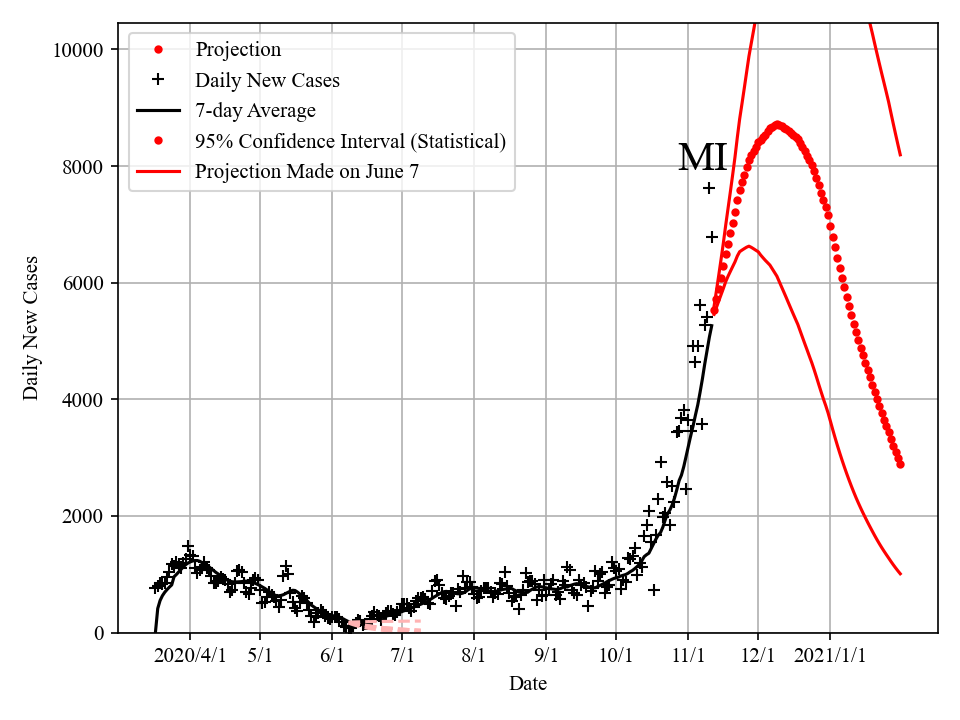 10000
8000
6000
4000
2000
0
Daily New Cases
Projection
Daily New Cases
7-day Average
95% Confidence Interval (Statistical)
Projection Made on June 7
MI
2020/4/1 5/1 6/1 7/1 8/1 9/1 10/1 11/1 12/1 2021/1/1
Date